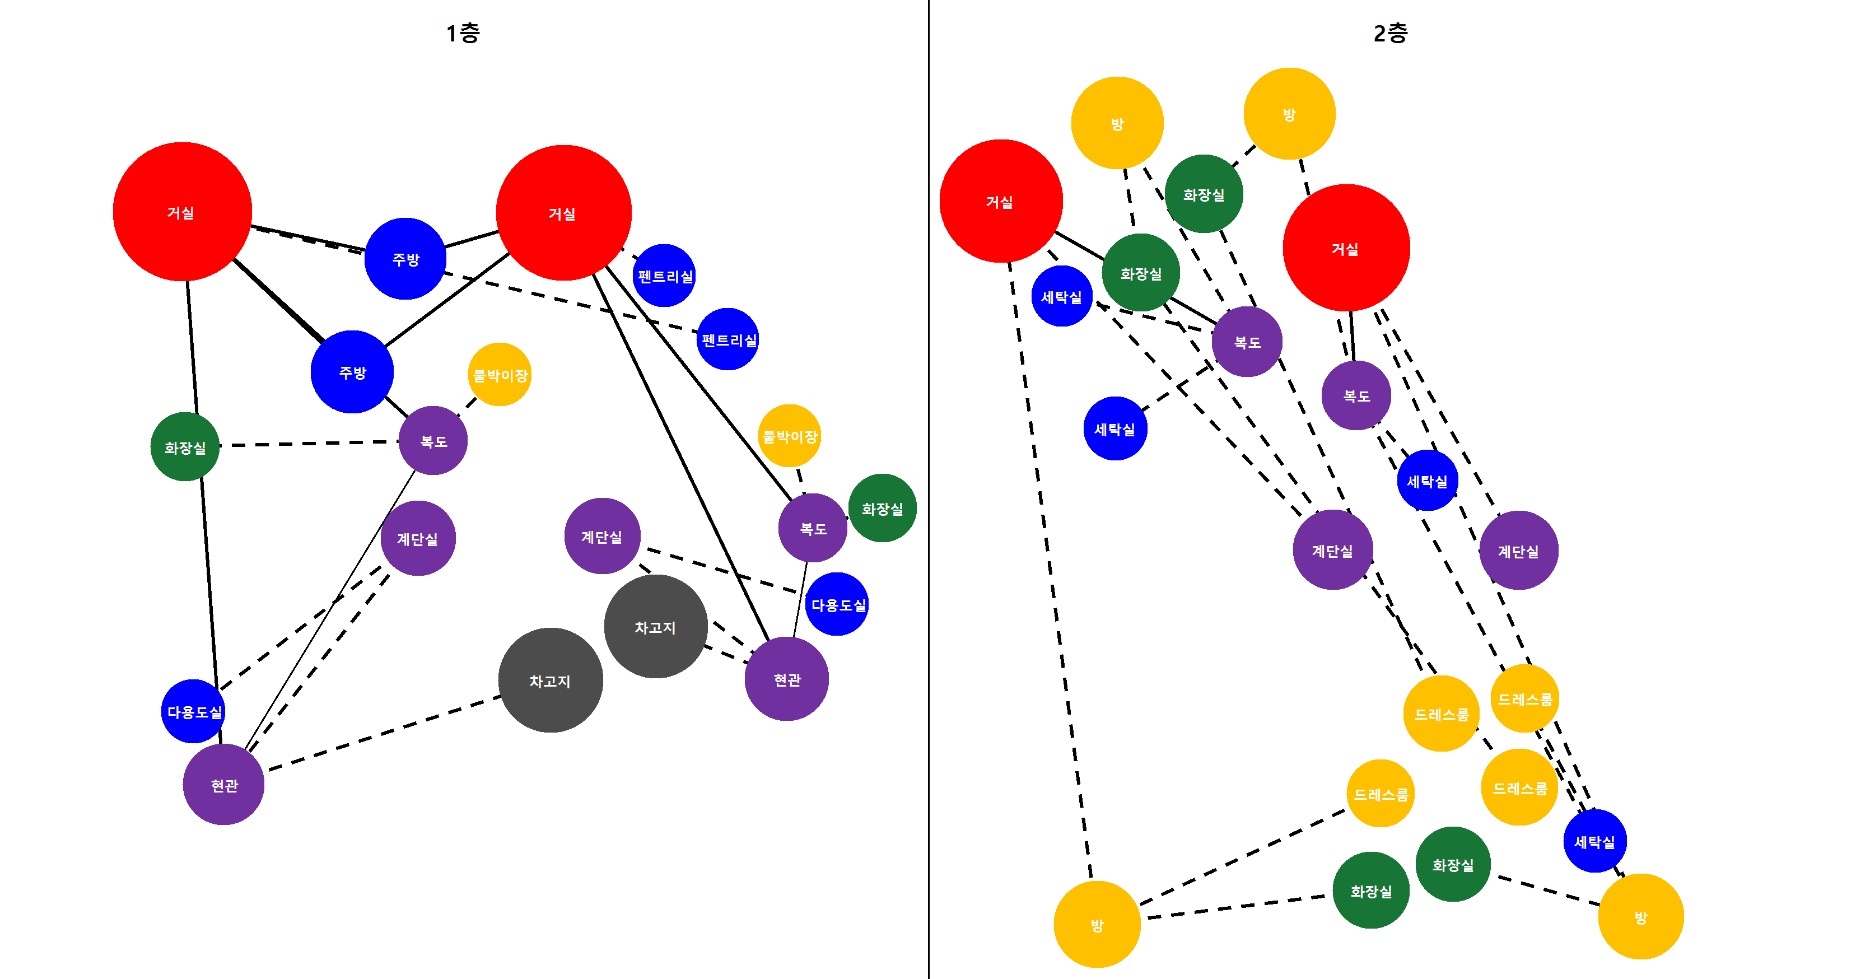 1층
거실
거실
주방
펜트리실
펜트리실
주방
붙박이장
복도
붙박이장
화장실
화장실
복도
계단실
계단실
다용도실
차고지
차고지
현관
다용도실
현관
2층
방
방
화장실
거실
거실
화장실
세탁실
복도
복도
세탁실
세탁실
계단실
계단실
드레스룸
드레스룸
드레스룸
드레스룸
세탁실
화장실
화장실
방
방